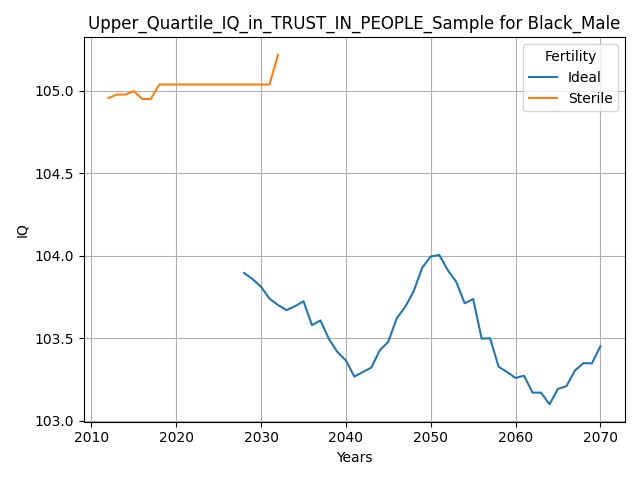 Upper_Quartile_IQ_in_TRUST_IN_PEOPLE_Sample for Black_Male
Fertility
Ideal
Sterile
105.0
104.5
104.0
103.5
103.0
IQ
2010 2020 2030 2040 2050 2060 2070
Years